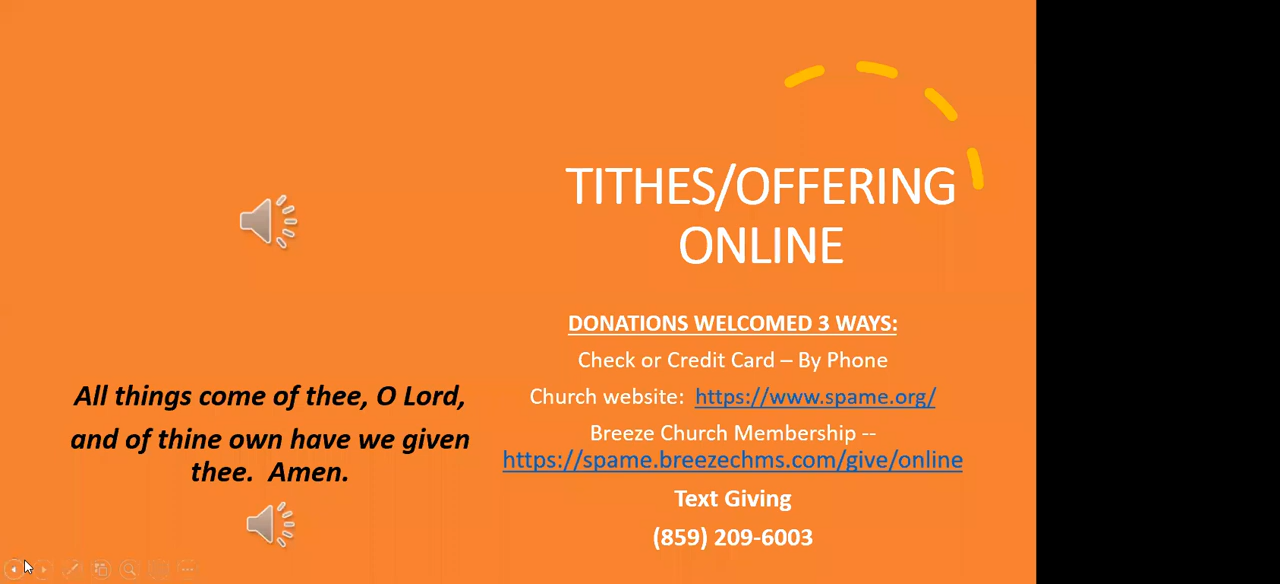 TITHES/OFFERING
ONLINE
DONATIONS WELCOMED 3 WAYS:
Check or Credit Card – By Phone
Church website:  https://www.spame.org/
Breeze Church Membership --
https://spame.breezechms.com/give/online
Text Giving
(859) 209-6003
All things come of thee, O Lord,
and of thine own have we given
thee.  Amen.